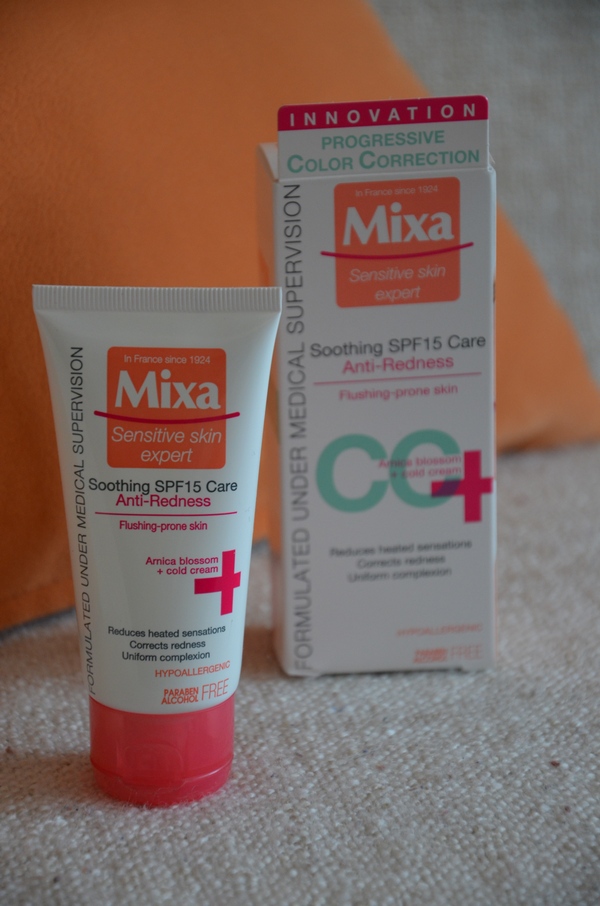 In France since 1924
Mixa
Sensitive skin
expert
Soothing SPF15 Care
Anti-Redness
Flushing-prone skin
Arnica blossom
+ cold cream
Reduces heated sensations
Corrects redness
Uniform complexion
HYPOALLERGENIC
PARABEN
ALCOHOL FREE
FORMULATED UNDER MEDICAL SUPERVISION
INNOVATION
PROGRESSIVE
COLOR CORRECTION
In France since 1924
Mixa
Sensitive skin
expert
Soothing SPF15 Care
Anti-Redness
Flushing-prone skin
CC
Arnica blossom
+ cold cream
Reduces heated sensations
Corrects redness
Uniform complexion
HYPOALLERGENIC
PARABEN
ALCOHOL FREE
FORMULATED UNDER MEDICAL SUPERVISION